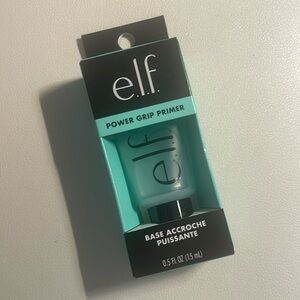 e.l.f.
POWER GRIP PRIMER
e.l.f.
BASE ACCROCHE
PUISSANTE
0.5 FL OZ (15 mL)